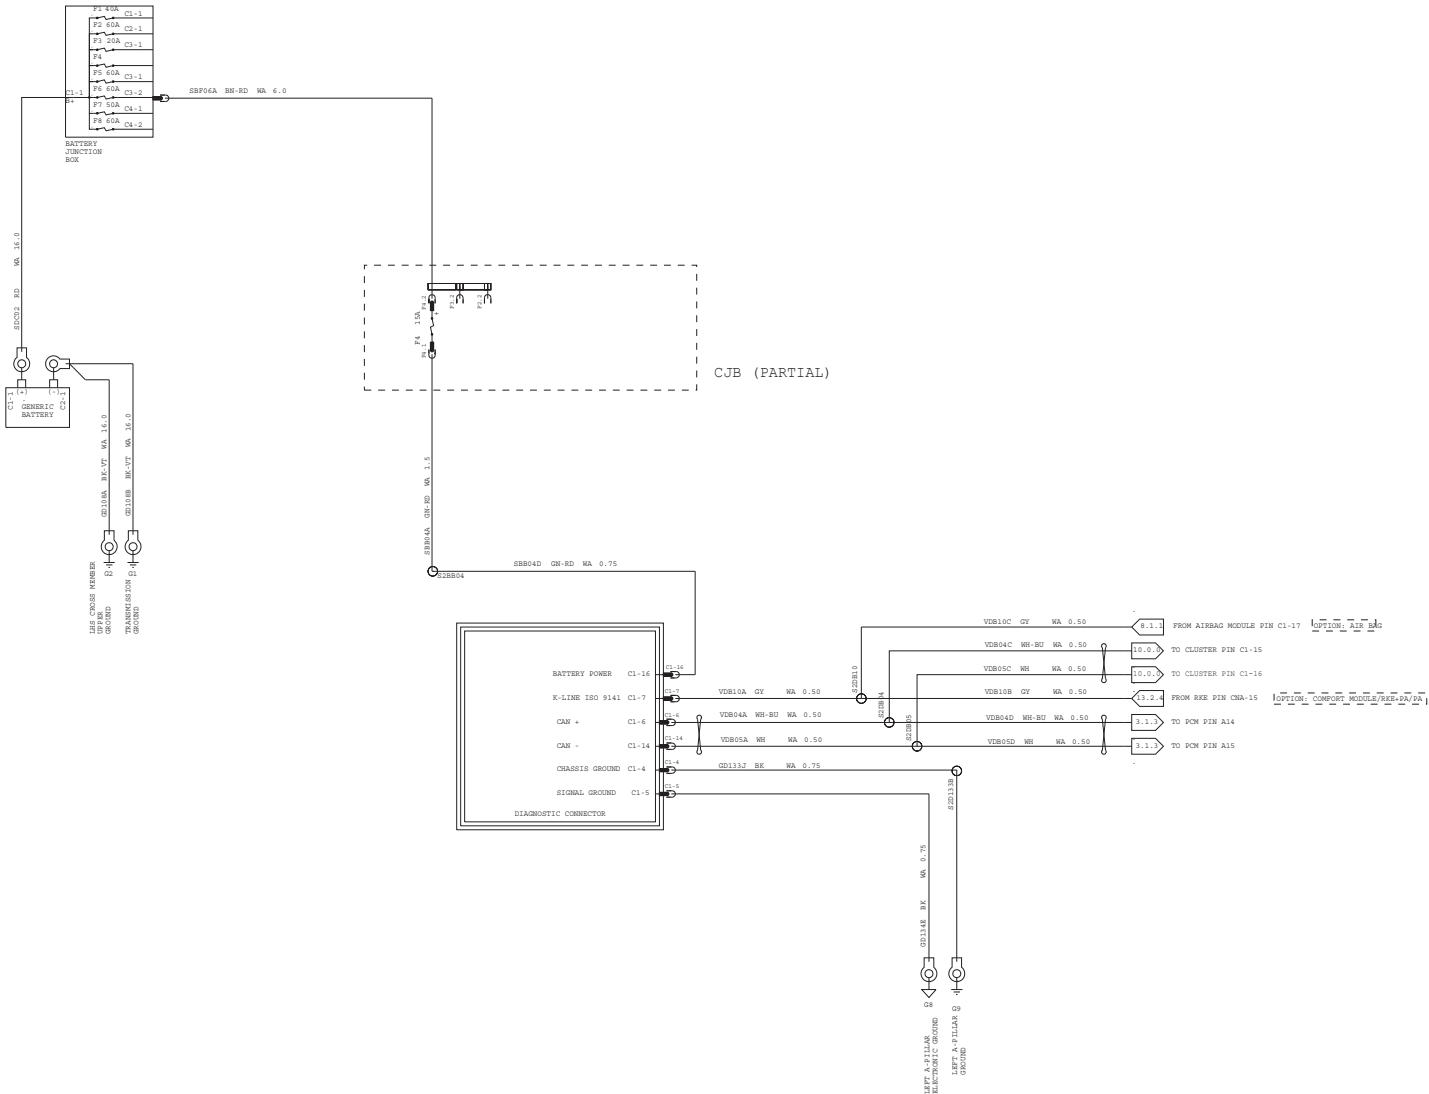 F1 40A C1-1
F2 60A C2-1
F3 20A C3-1
F4
F5 60A C3-1
F6 60A C3-2
F7 50A C4-1
F8 60A C4-2
C1-1
B+
BATTERY
JUNCTION
BOX
SBF06A BN-RD WA 6.0
SDC02 RD WA 16.0
C1-1
(+)
(-)
C2-1
GENERIC
BATTERY
GD108A BK-VT WA 16.0
GD108B BK-VT WA 16.0
G2
G1
LHS CROSS MEMBER
UPPER
GROUND
TRANSMISSION
GROUND
F4.2
F3.2
F2.2
+
F4 15A
F4.1
CJB (PARTIAL)
SBB04A GN-RD WA 1.5
S2BB04
SBB04D GN-RD WA 0.75
BATTERY POWER C1-16
K-LINE ISO 9141 C1-7
CAN + C1-6
CAN - C1-14
CHASSIS GROUND C1-4
SIGNAL GROUND C1-5
DIAGNOSTIC CONNECTOR
C1-16
C1-7
C1-6
C1-14
C1-4
C1-5
VDB10A GY WA 0.50
VDB04A WH-BU WA 0.50
VDB05A WH WA 0.50
GD133J BK WA 0.75
S2DB10
S2DB04
S2DB05
S2D133B
VDB10C GY WA 0.50
8.1.1 FROM AIRBAG MODULE PIN C1-17 OPTION: AIR BAG
VDB04C WH-BU WA 0.50
10.0.0 TO CLUSTER PIN C1-15
VDB05C WH WA 0.50
10.0.0 TO CLUSTER PIN C1-16
VDB10B GY WA 0.50
13.2.4 FROM RKE PIN CNA-15 OPTION: COMFORT MODULE/RKE+PA/PA
VDB04D WH-BU WA 0.50
3.1.3 TO PCM PIN A14
VDB05D WH WA 0.50
3.1.3 TO PCM PIN A15
GD134E BK WA 0.75
G8
G9
LEFT A-PILLAR
ELECTRONIC GROUND
LEFT A-PILLAR
GROUND